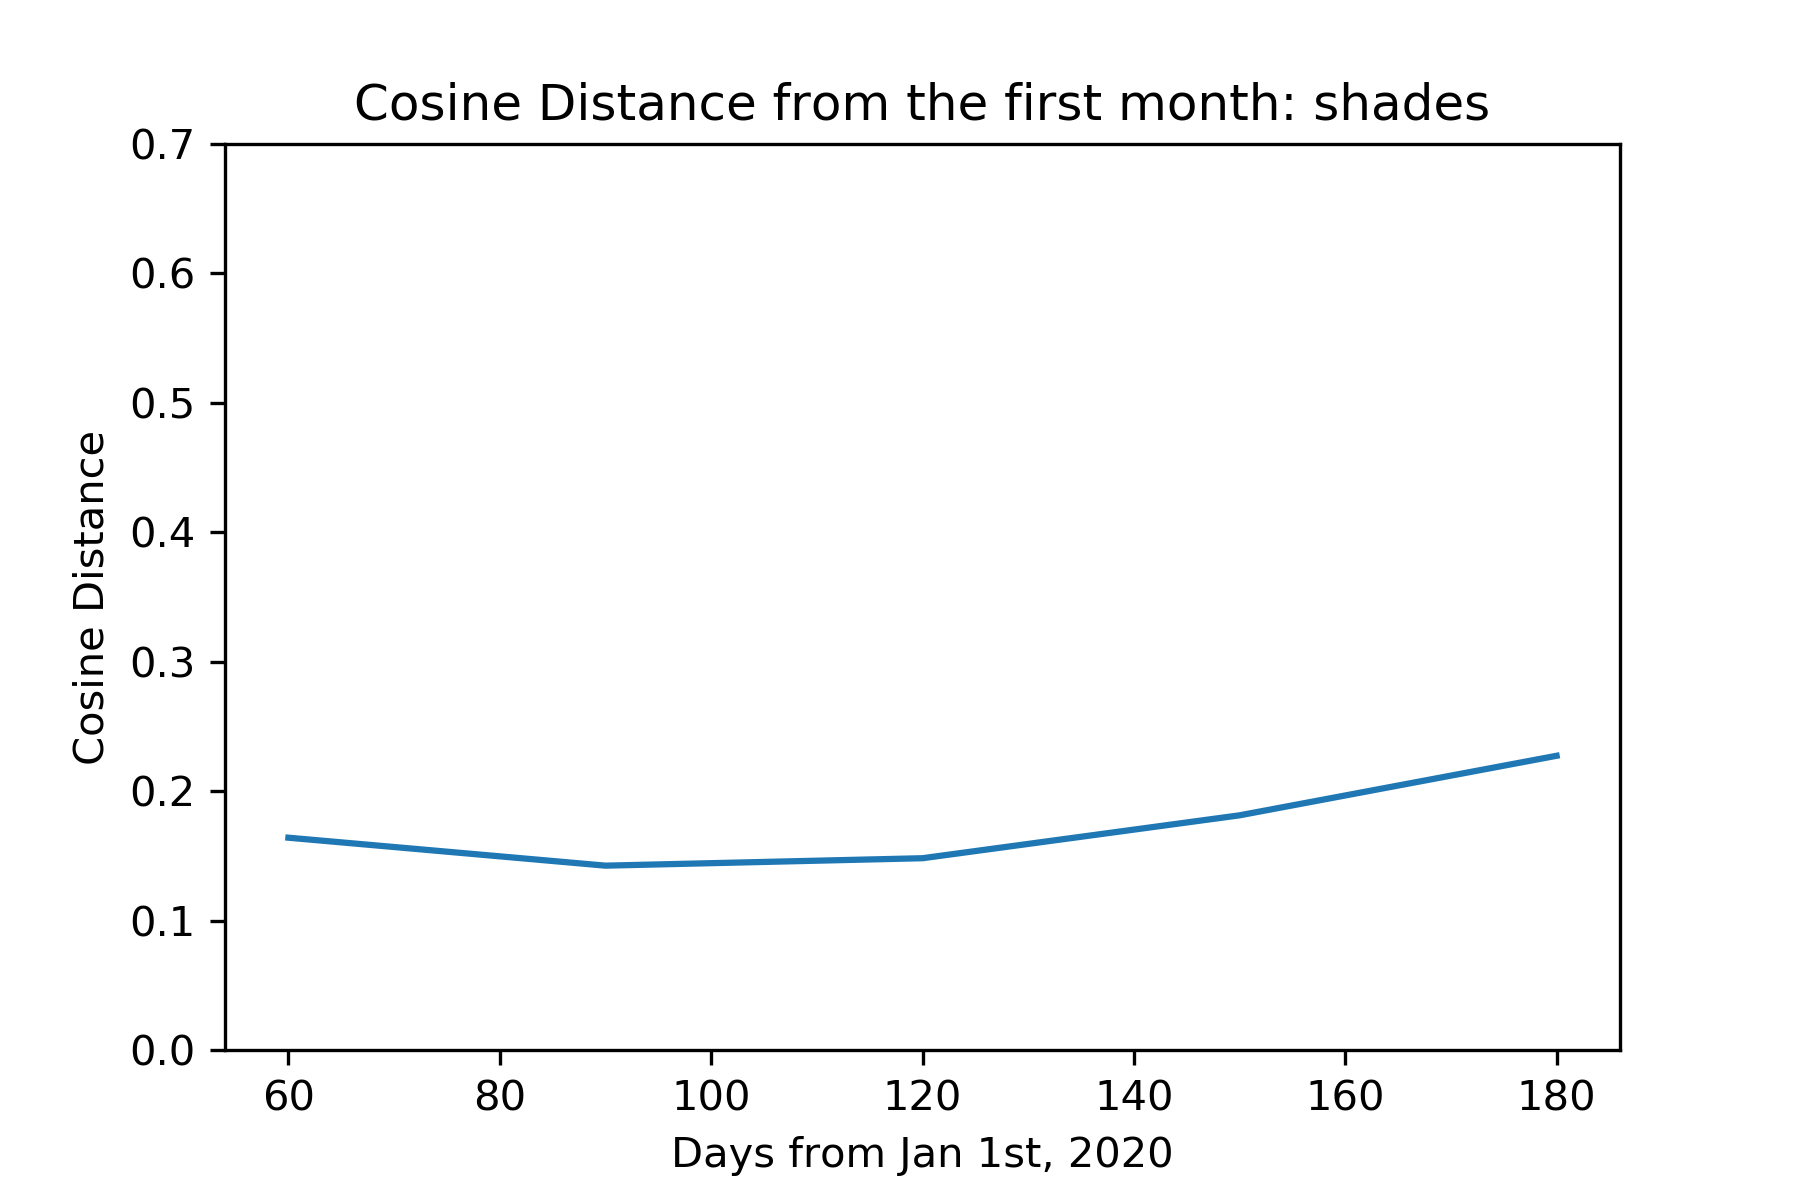 Cosine Distance from the first month: shades
0.7
0.6
0.5
0.4
0.3
0.2
0.1
0.0
Cosine Distance
60 80 100 120 140 160 180
Days from Jan 1st, 2020